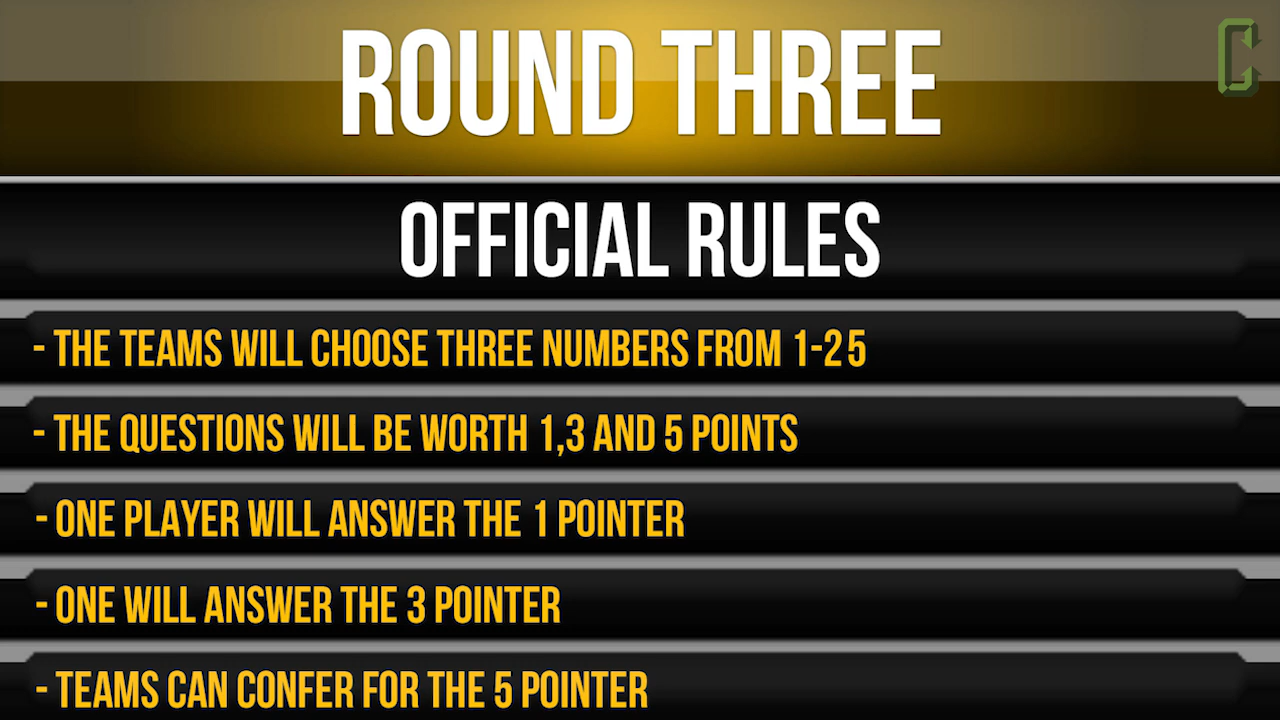 ROUND THREE
OFFICIAL RULES
- THE TEAMS WILL CHOOSE THREE NUMBERS FROM 1-25
- THE QUESTIONS WILL BE WORTH 1,3 AND 5 POINTS
- ONE PLAYER WILL ANSWER THE 1 POINTER
- ONE WILL ANSWER THE 3 POINTER
- TEAMS CAN CONFER FOR THE 5 POINTER